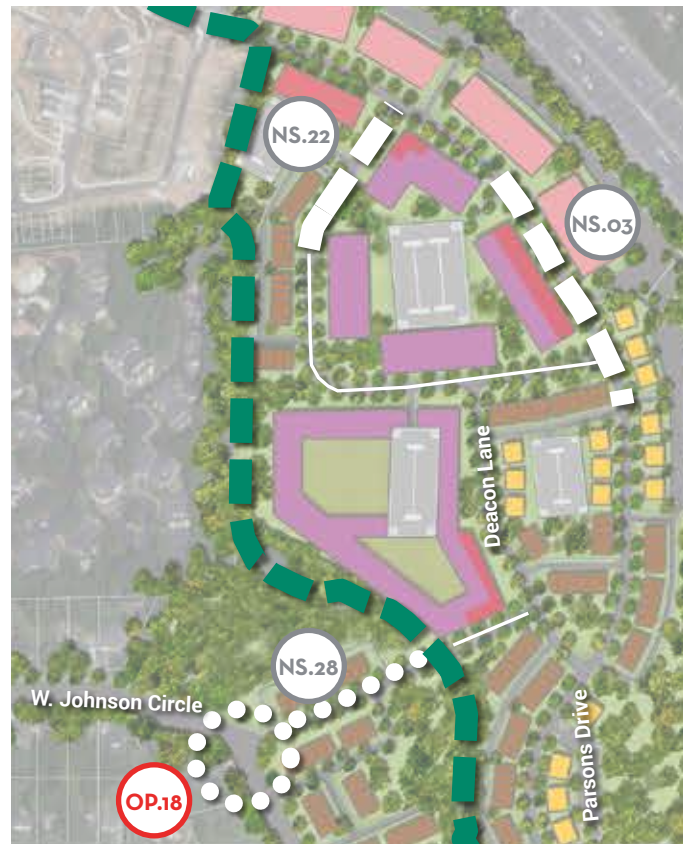 NS.22
NS.03
Deacon Lane
NS.28
W. Johnson Circle
OP.18
Parsons Drive